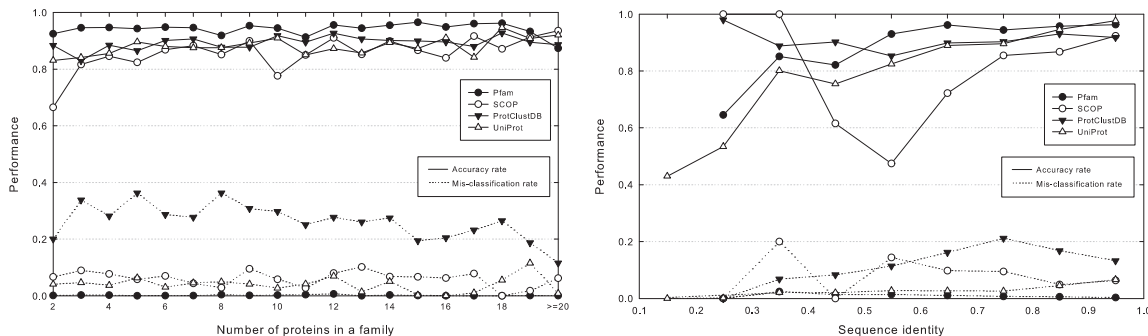 1.0
0.8
0.6
0.4
0.2
0.0
Performance
Pfam
SCOP
ProtClustDB
UniProt
Accuracy rate
Mis-classification rate
2 4 6 8 10 12 14 16 18 >=20
Number of proteins in a family
1.0
0.8
0.6
0.4
0.2
0.0
Performance
Pfam
SCOP
ProtClustDB
UniProt
Accuracy rate
Mis-classification rate
0.1 0.2 0.3 0.4 0.5 0.6 0.7 0.8 0.9 1.0
Sequence identity